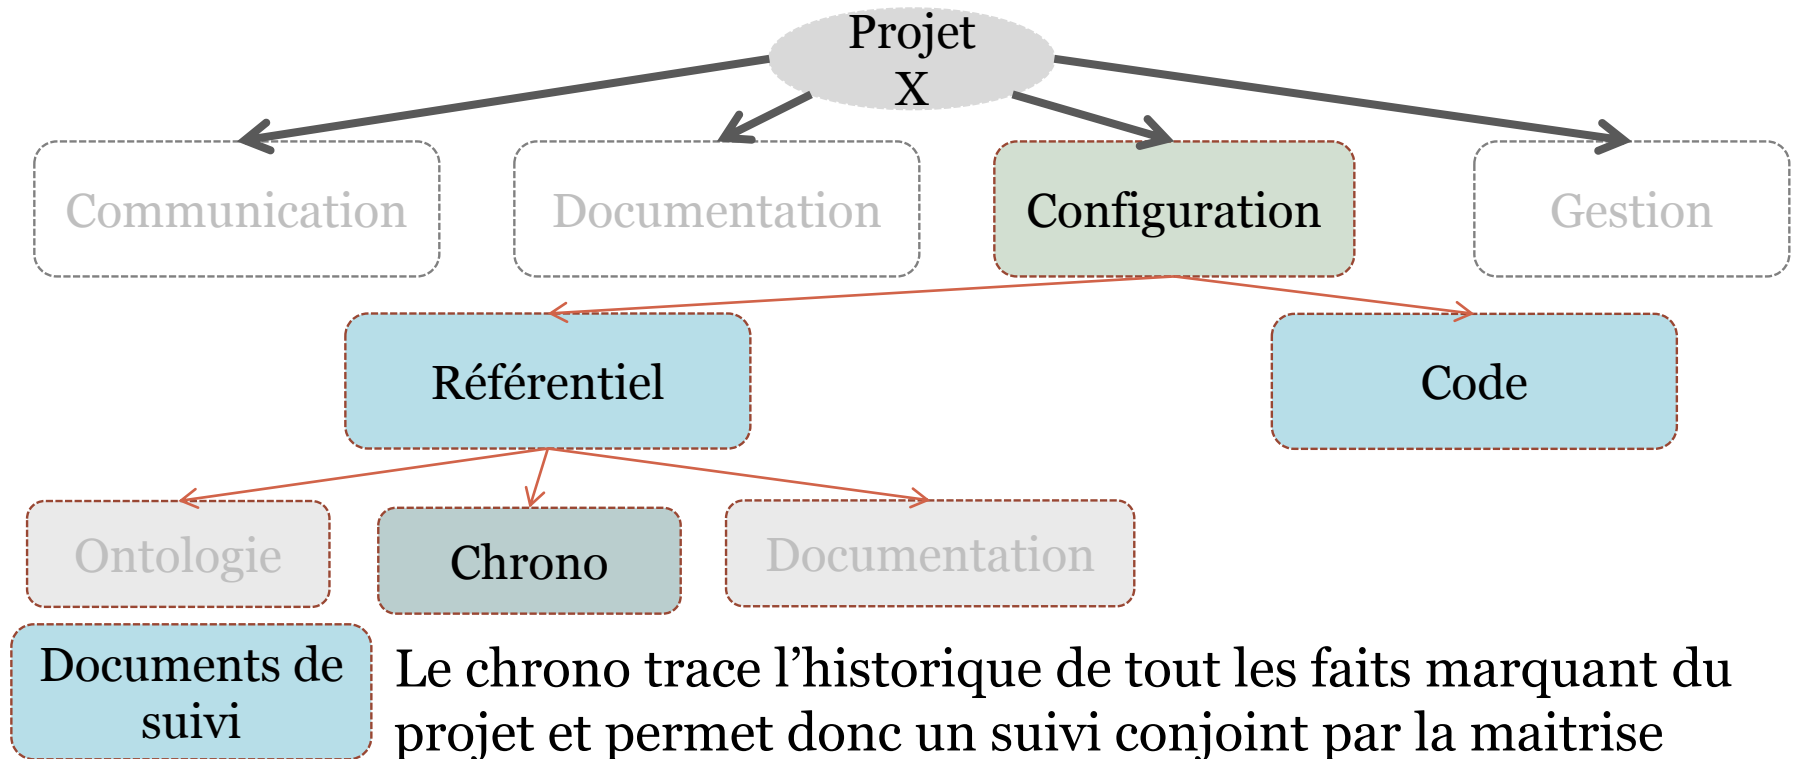 Projet
X
Communication
Documentation
Configuration
Gestion
Référentiel
Code
Ontologie
Chrono
Documentation
Documents de
suivi
Le chrono trace l’historique de tout les faits marquant du
projet et permet donc un suivi conjoint par la maitrise